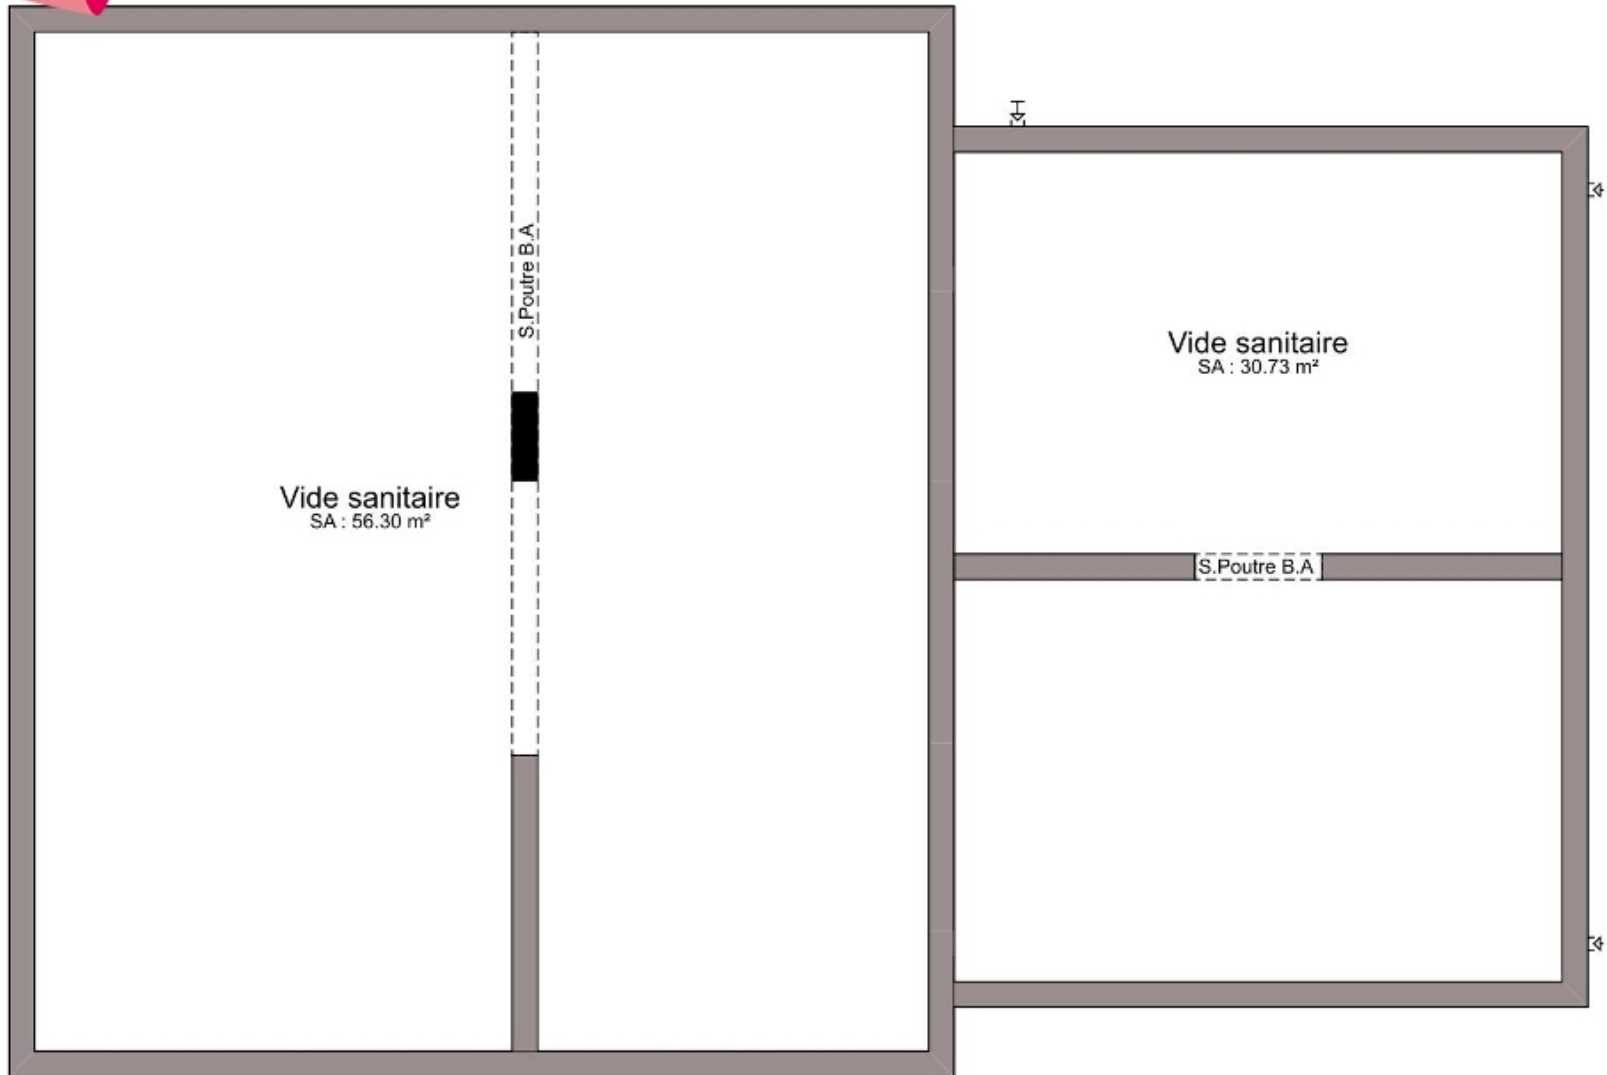 S.Poutre B.A
Vide sanitaire
SA : 30.73 m²
Vide sanitaire
SA : 56.30 m²
S.Poutre B.A